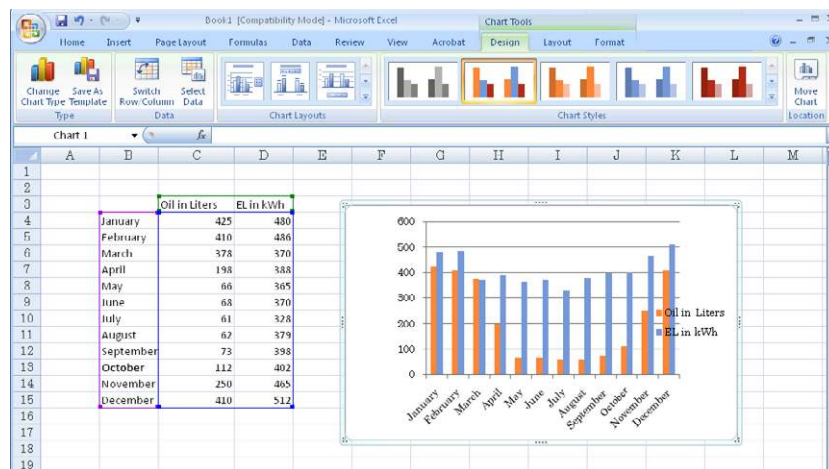 Book1 [Compatibility Mode] - Microsoft Excel Chart Tools
Home Insert Page Layout Formulas Data Review View Acrobat Design Layout Format
Change Chart Type
Save As Template
Switch Row/Column
Select Data
Move Chart
Type Data Chart Layouts Chart Styles Location
Chart 1 fx
A B C D E F G H I J K L M
1
2
3 Oil in Liters EL in kWh
4 January 425 480
5 February 410 486
6 March 378 370
7 April 198 388
8 May 66 365
9 June 68 370
10 July 61 328
11 August 62 379
12 September 73 398
13 October 112 402
14 November 250 465
15 December 410 512
16
17
18
19
600
500
400
300
200
100
0
Oil in Liters
EL in kWh
January February March April May June July August September October November December